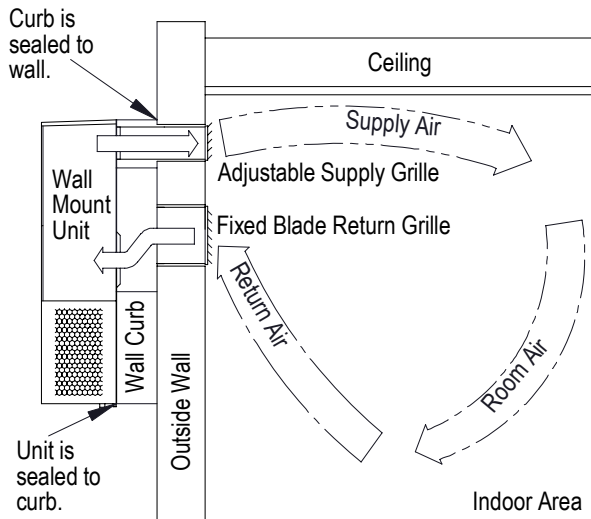 Curb is
sealed to
wall.
Ceiling
Supply Air
Adjustable Supply Grille
Wall
Mount
Unit
Fixed Blade Return Grille
Return Air
Room Air
Wall Curb
Outside Wall
Unit is
sealed to
curb.
Indoor Area